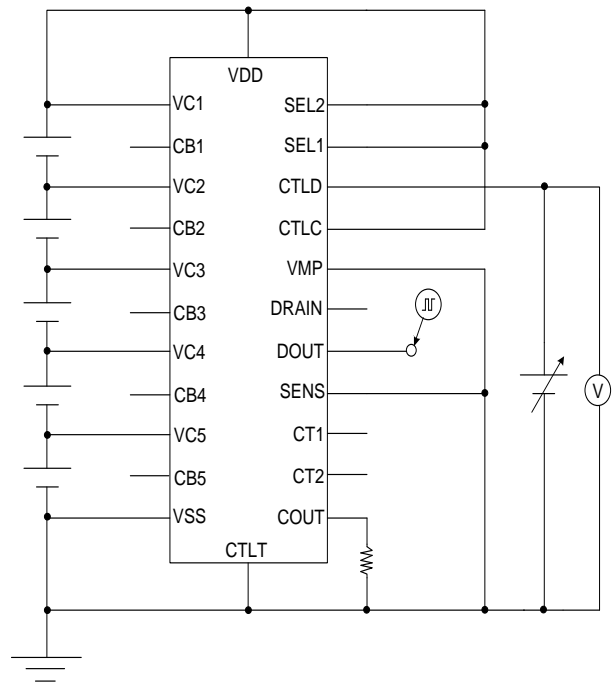 VDD
VC1
SEL2
CB1
SEL1
VC2
CTLD
CB2
CTLC
VC3
VMP
CB3
DRAIN
VC4
DOUT
CB4
SENS
VC5
CT1
CB5
CT2
VSS
COUT
CTLT
V